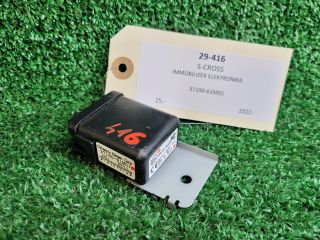 29-416
S-CROSS
IMMOBILIZER ELEKTRONIKA
37190-61M01
25,-
2022-
416